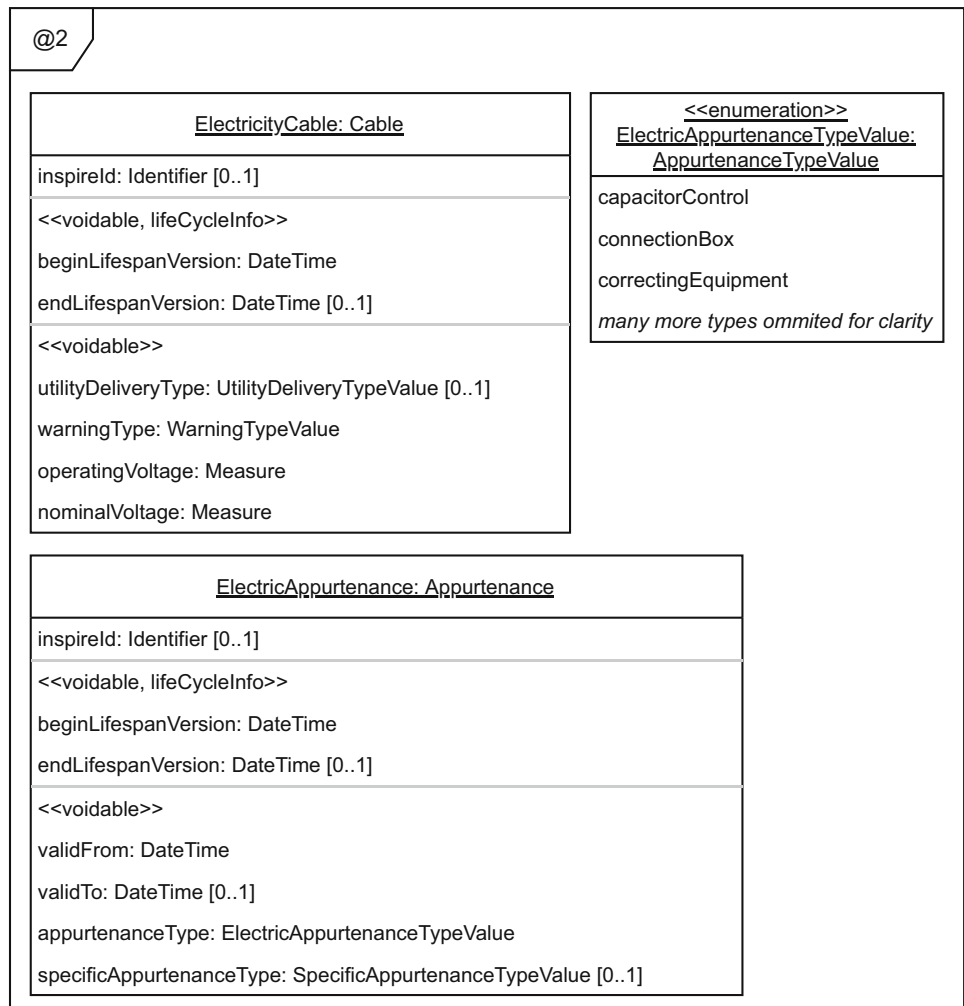 @2
ElectricityCable: Cable
inspireId: Identifier [0..1]
<<voidable, lifeCycleInfo>>
beginLifespanVersion: DateTime
endLifespanVersion: DateTime [0..1]
<<voidable>>
utilityDeliveryType: UtilityDeliveryTypeValue [0..1]
warningType: WarningTypeValue
operatingVoltage: Measure
nominalVoltage: Measure
<<enumeration>>
ElectricAppurtenanceTypeValue:
AppurtenanceTypeValue
capacitorControl
connectionBox
correctingEquipment
many more types ommited for clarity
ElectricAppurtenance: Appurtenance
inspireId: Identifier [0..1]
<<voidable, lifeCycleInfo>>
beginLifespanVersion: DateTime
endLifespanVersion: DateTime [0..1]
<<voidable>>
validFrom: DateTime
validTo: DateTime [0..1]
appurtenanceType: ElectricAppurtenanceTypeValue
specificAppurtenanceType: SpecificAppurtenanceTypeValue [0..1]